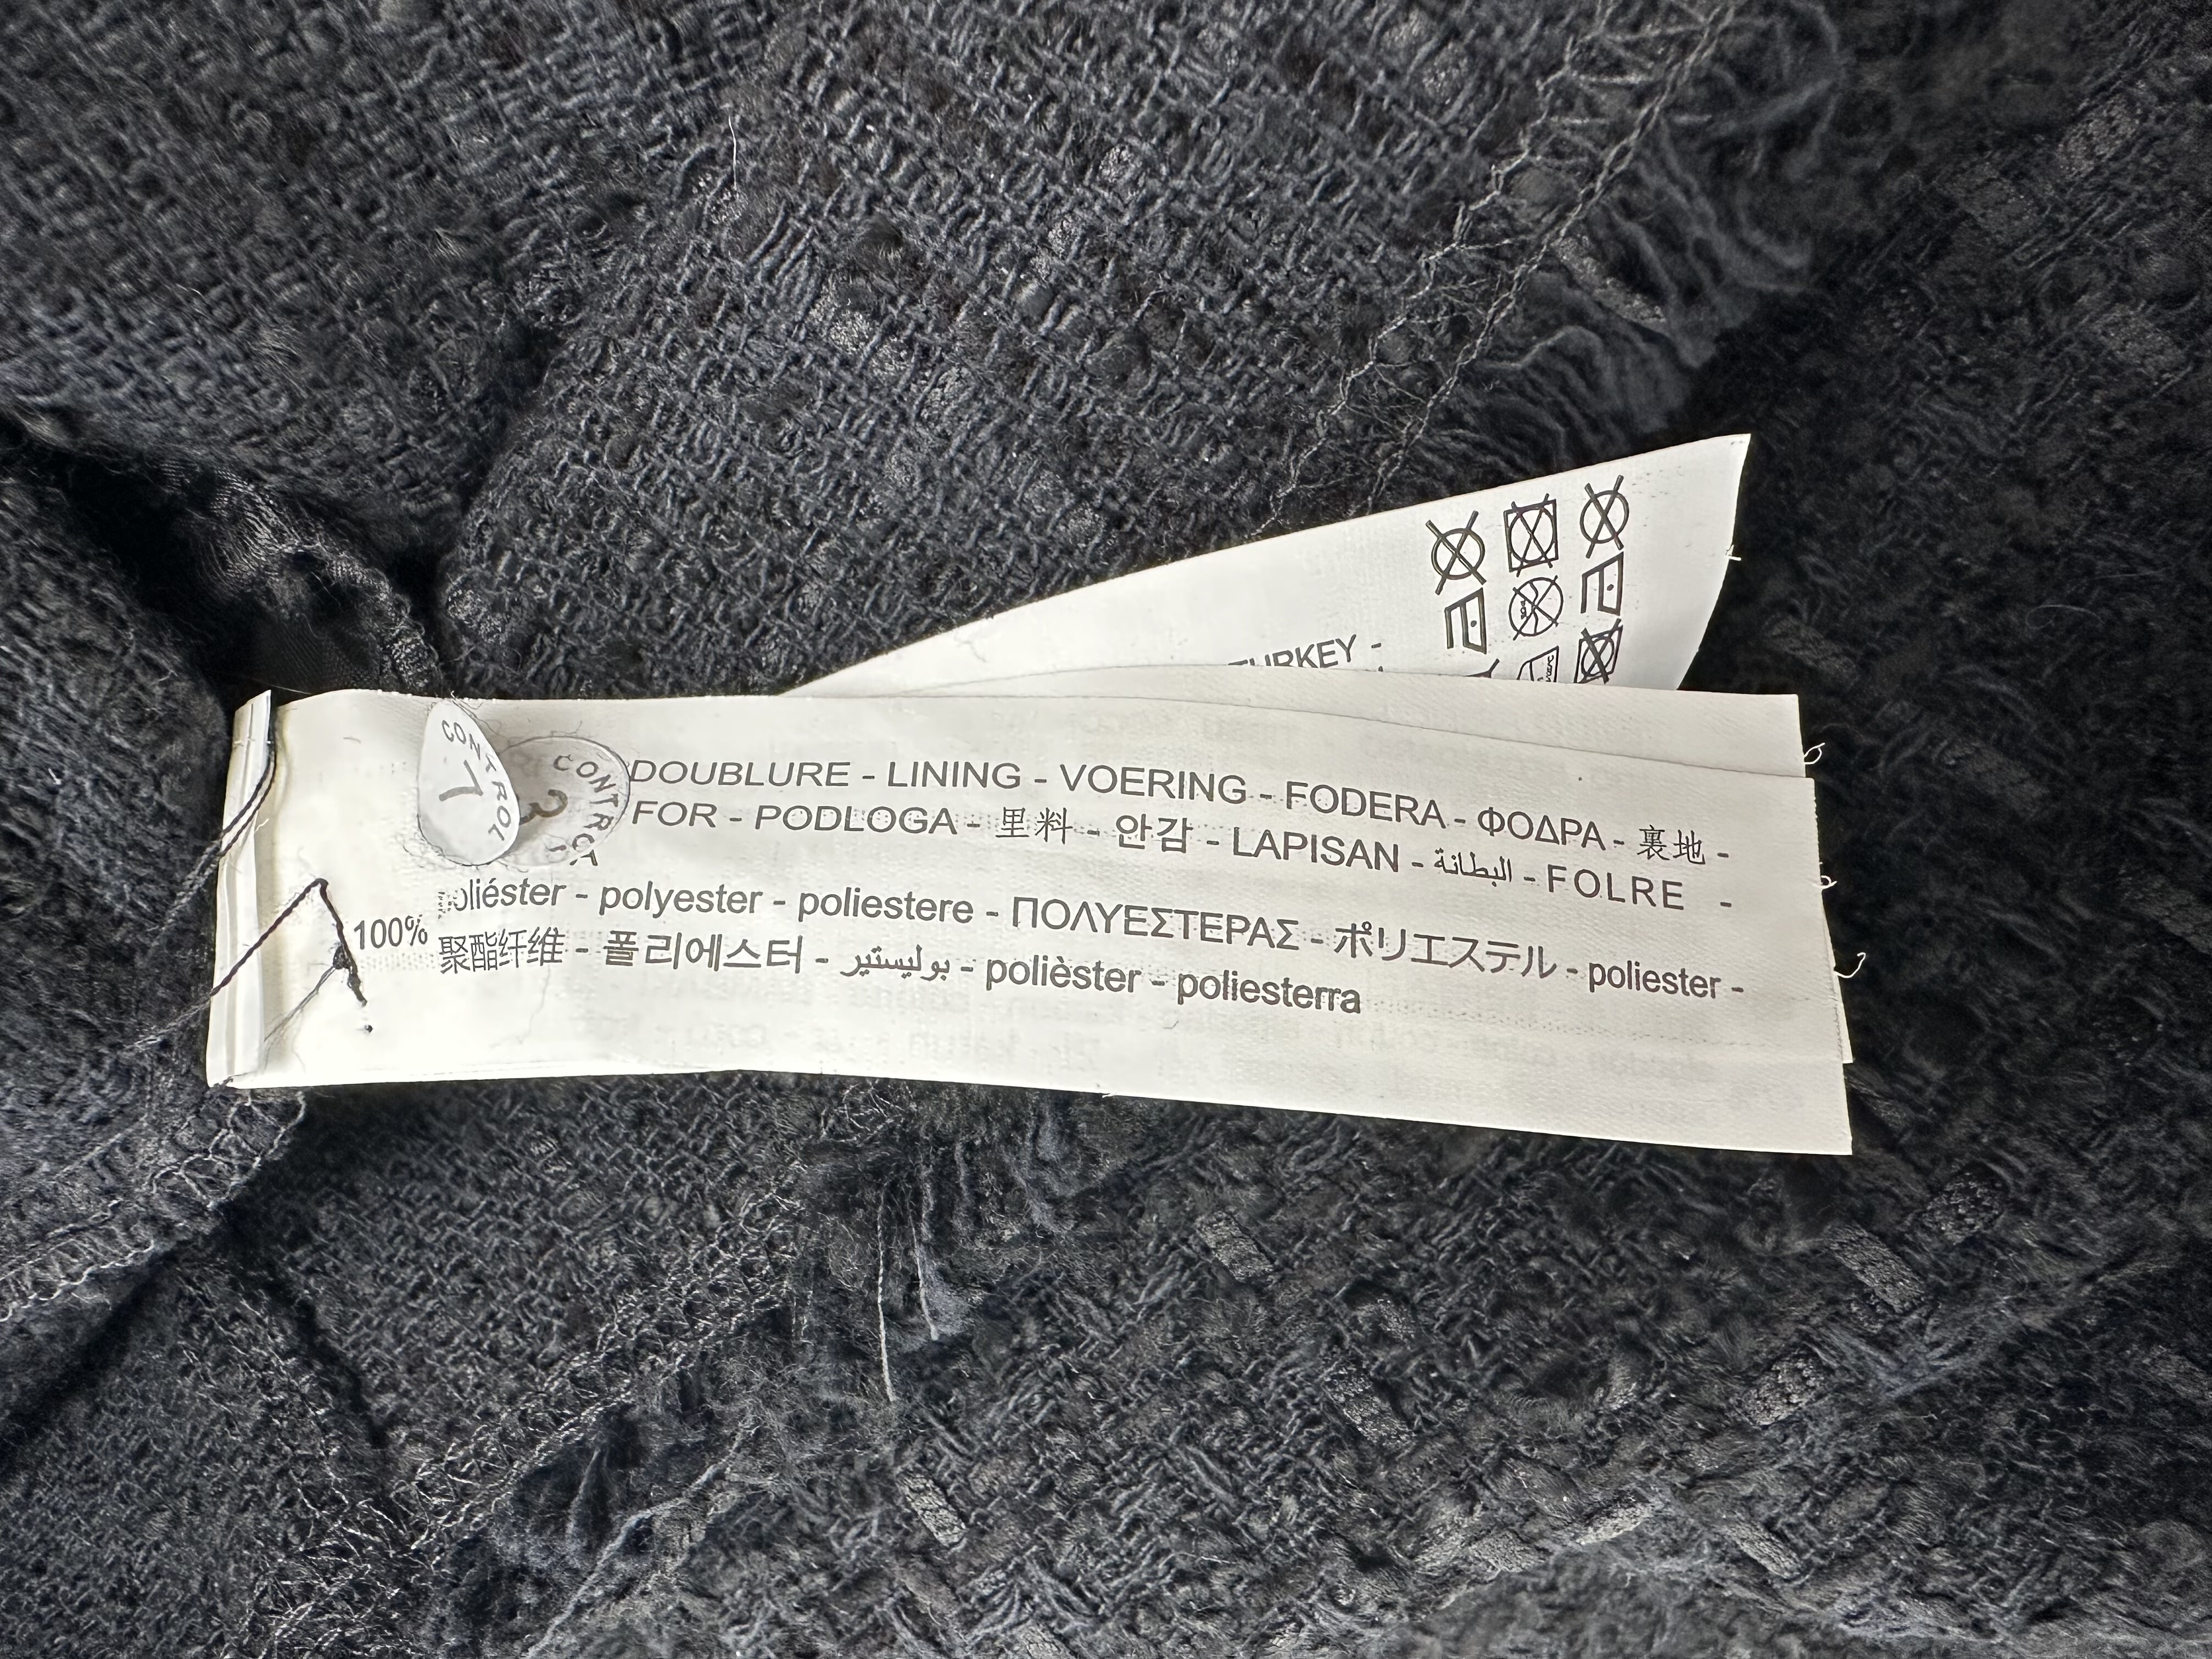 TURKEY -
CONTROL
7
CONTROL
3
DOUBLURE - LINING - VOERING - FODERA - ΦΟΔΡΑ - 裏地 -
FOR - PODLOGA - 里料 - 안감 - LAPISAN - البطانة - FOLRE -
100% poliéster - polyester - poliestere - ΠΟΛΥΕΣΤΕΡΑΣ - ポリエステル - poliester -
聚酯纤维 - 폴리에스터 - بوليستير - polièster - poliesterra